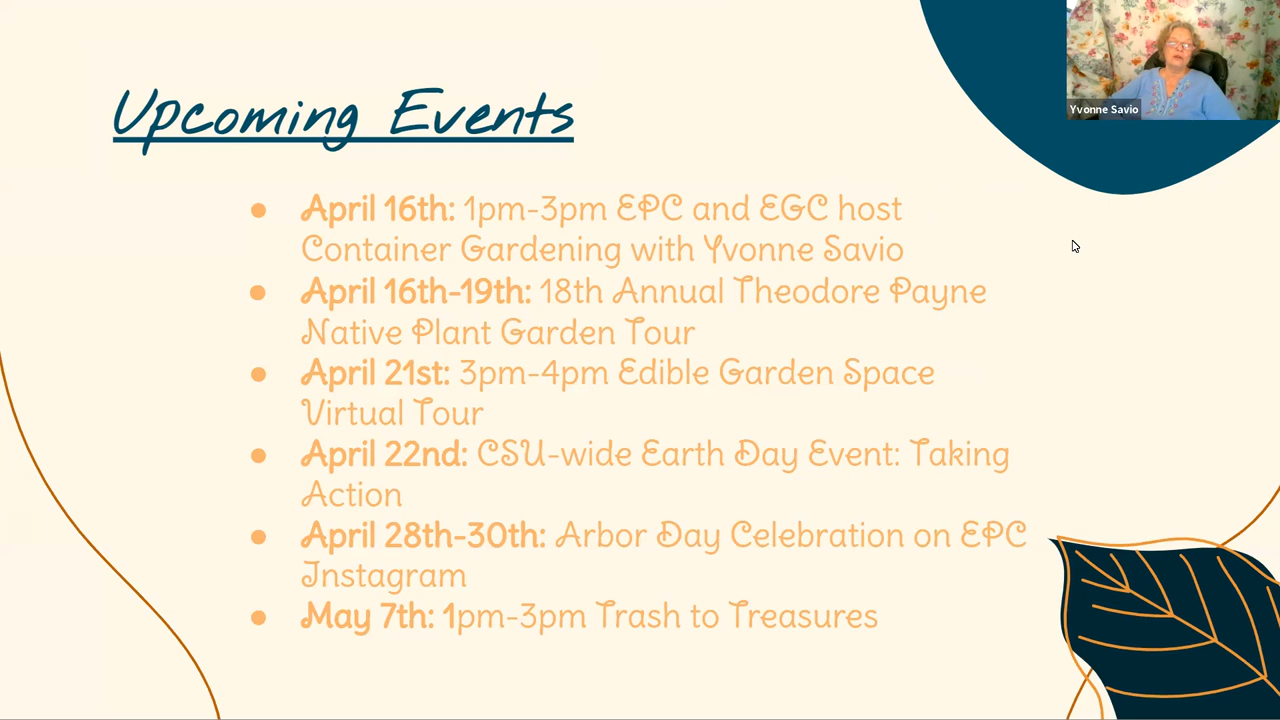 Upcoming Events
Yvonne Savio
● April 16th: 1pm-3pm EPC and EGC host
Container Gardening with Yvonne Savio
● April 16th-19th: 18th Annual Theodore Payne
Native Plant Garden Tour
● April 21st: 3pm-4pm Edible Garden Space
Virtual Tour
● April 22nd: CSU-wide Earth Day Event: Taking
Action
● April 28th-30th: Arbor Day Celebration on EPC
Instagram
● May 7th: 1pm-3pm Trash to Treasures